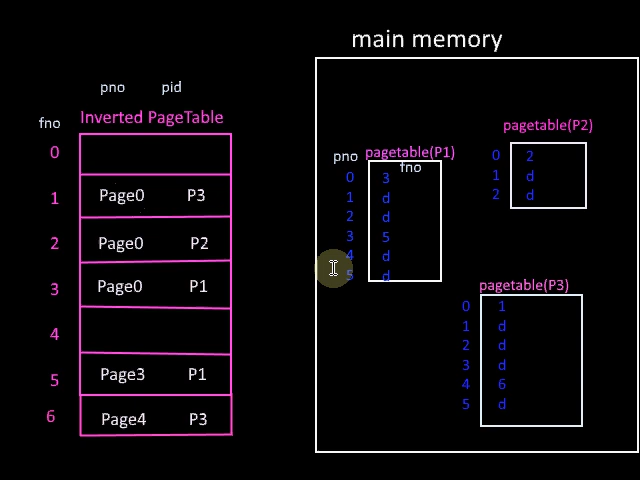 main memory
pno pid
Inverted PageTable
fno
0
1 Page0 P3
2 Page0 P2
3 Page0 P1
4
5 Page3 P1
6 Page4 P3
pagetable(P1)
pno fno
0 3
1 d
2 d
3 5
4 d
5 d
pagetable(P2)
0 2
1 d
2 d
pagetable(P3)
0 1
1 d
2 d
3 d
4 6
5 d